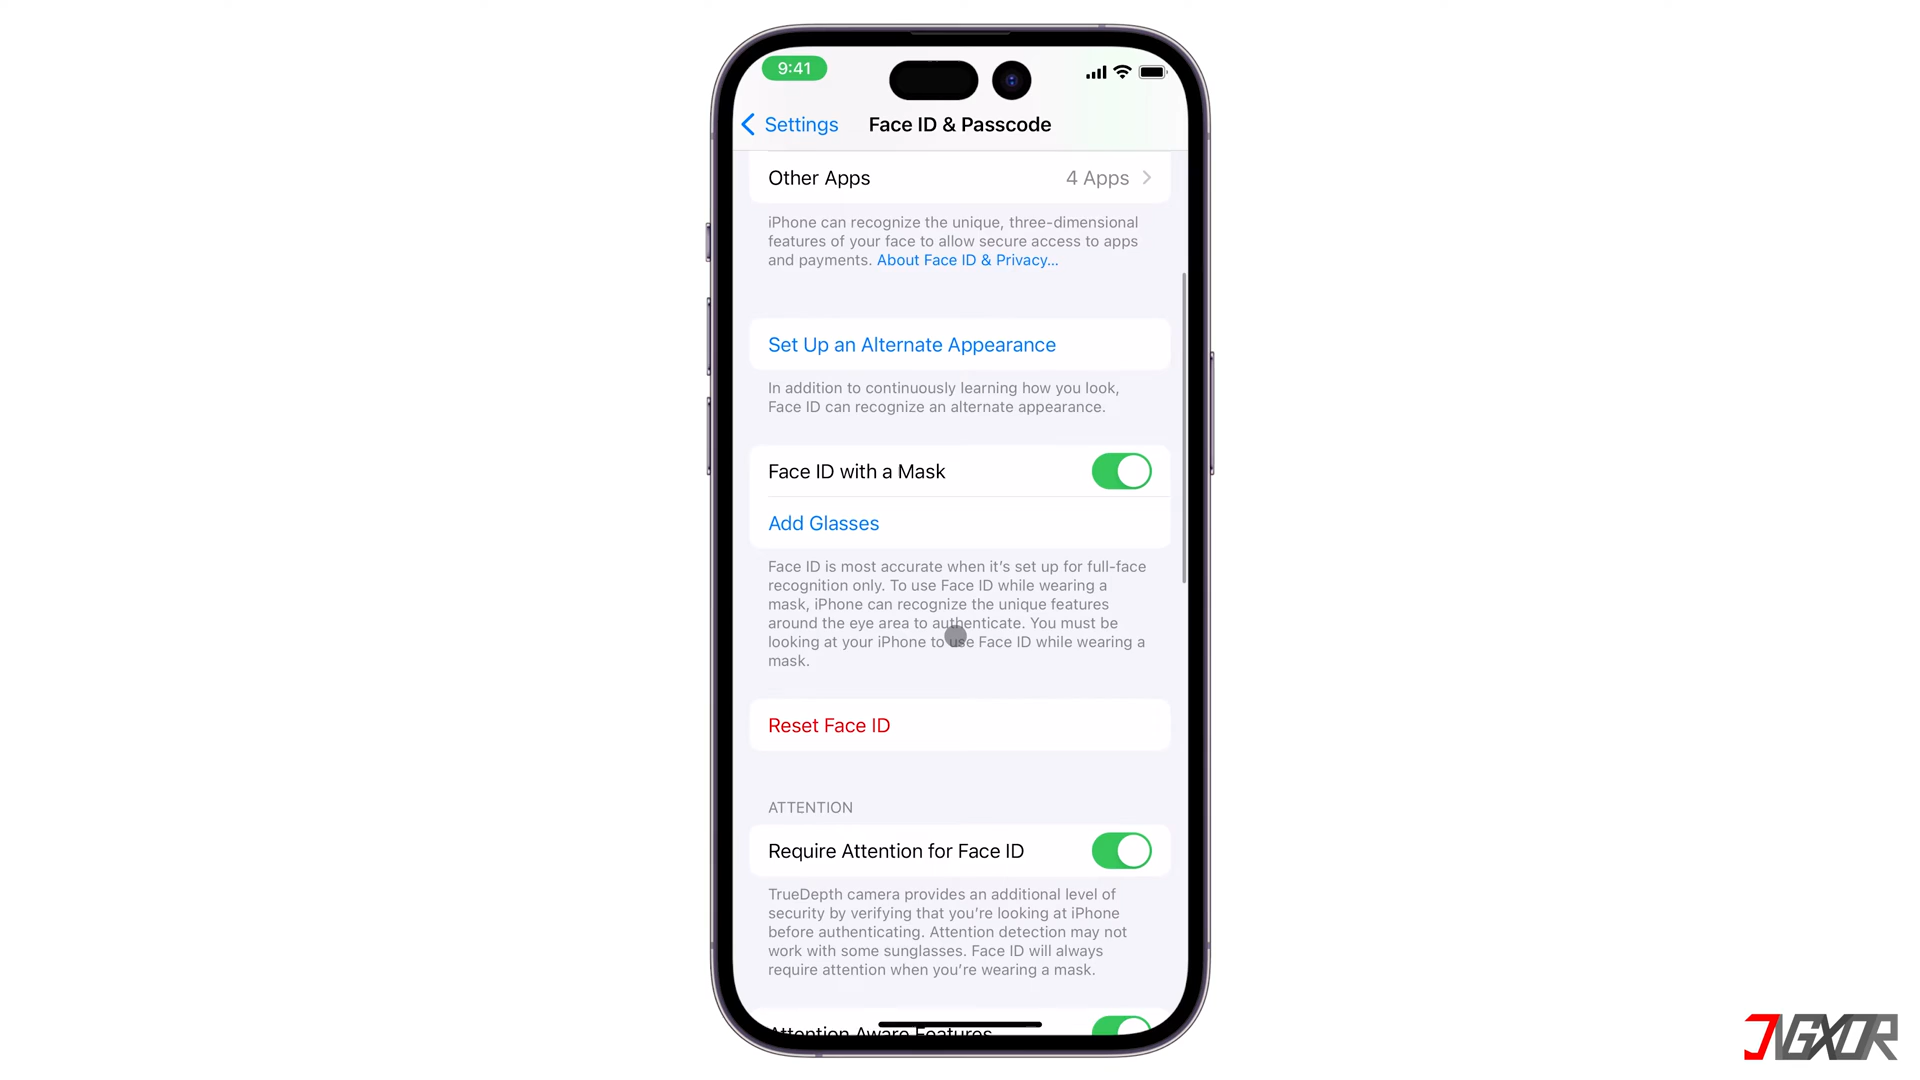 9:41
Settings
Face ID & Passcode
Other Apps 4 Apps
iPhone can recognize the unique, three-dimensional
features of your face to allow secure access to apps
and payments. About Face ID & Privacy...
Set Up an Alternate Appearance
In addition to continuously learning how you look,
Face ID can recognize an alternate appearance.
Face ID with a Mask
Add Glasses
Face ID is most accurate when it's set up for full-face
recognition only. To use Face ID while wearing a
mask, iPhone can recognize the unique features
around the eye area to authenticate. You must be
looking at your iPhone to use Face ID while wearing a
mask.
Reset Face ID
ATTENTION
Require Attention for Face ID
TrueDepth camera provides an additional level of
security by verifying that you're looking at iPhone
before authenticating. Attention detection may not
work with some sunglasses. Face ID will always
require attention when you're wearing a mask.
Attention Aware Features
JVGXOR